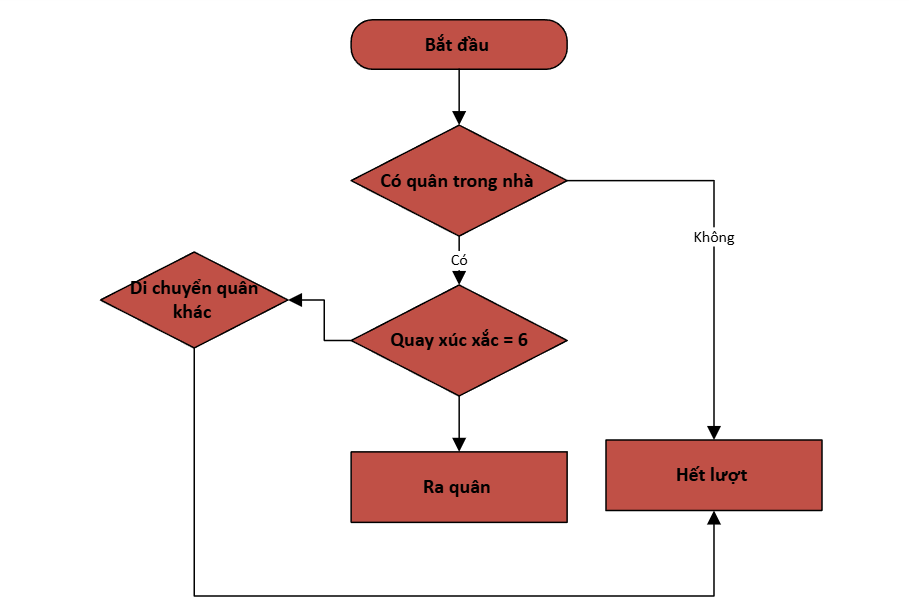 Bắt đầu
Có quân trong nhà
Không
Có
Di chuyển quân
khác
Quay xúc xắc = 6
Ra quân
Hết lượt